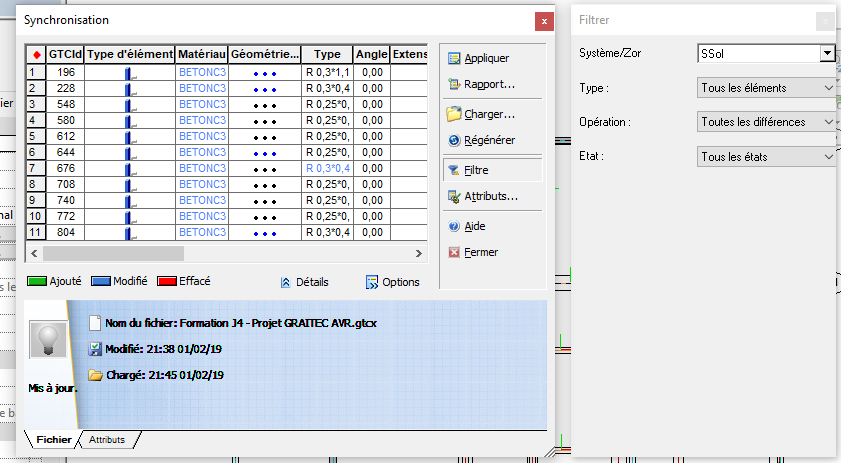 Synchronisation
GTCId Type d'élément Matériau Géométrie... Type Angle Extens
1 196 BETONC3 R 0,3*1,1 0,00
2 228 BETONC3 R 0,3*0,4 0,00
3 548 BETONC3 R 0,25*0, 0,00
4 580 BETONC3 R 0,25*0, 0,00
5 612 BETONC3 R 0,25*0, 0,00
6 644 BETONC3 R 0,25*0, 0,00
7 676 BETONC3 R 0,3*0,4 0,00
8 708 BETONC3 R 0,25*0, 0,00
9 740 BETONC3 R 0,25*0, 0,00
10 772 BETONC3 R 0,25*0, 0,00
11 804 BETONC3 R 0,3*0,4 0,00
Ajouté Modifié Effacé Détails Options
Appliquer
Rapport...
Charger...
Régénérer
Filtre
Attributs...
Aide
Fermer
Mis à jour.
Nom du fichier: Formation J4 - Projet GRAITEC AVR.gtcx
Modifié: 21:38 01/02/19
Chargé: 21:45 01/02/19
Fichier Attributs
Filtrer
Système/Zor SSol
Type : Tous les éléments
Opération : Toutes les différences
Etat : Tous les états